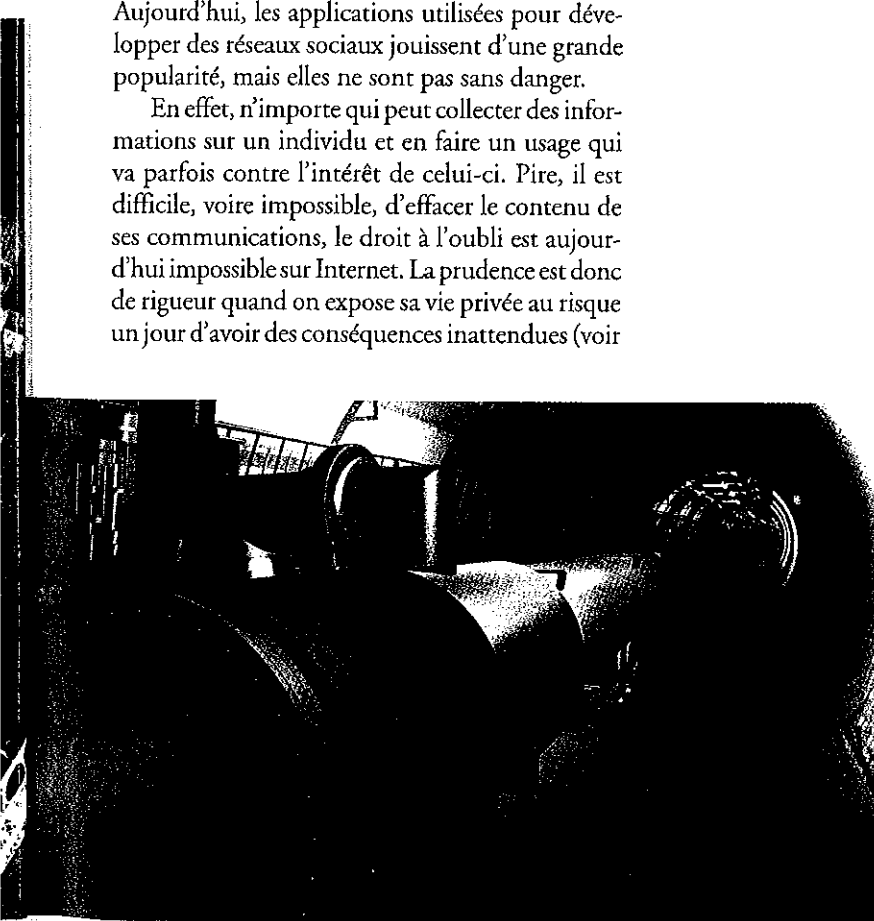 Aujourd'hui, les applications utilisées pour déve-
lopper des réseaux sociaux jouissent d'une grande
popularité, mais elles ne sont pas sans danger.
En effet, n'importe qui peut collecter des infor-
mations sur un individu et en faire un usage qui
va parfois contre l'intérêt de celui-ci. Pire, il est
difficile, voire impossible, d'effacer le contenu de
ses communications, le droit à l'oubli est aujour-
d'hui impossible sur Internet. La prudence est donc
de rigueur quand on expose sa vie privée au risque
un jour d'avoir des conséquences inattendues (voir